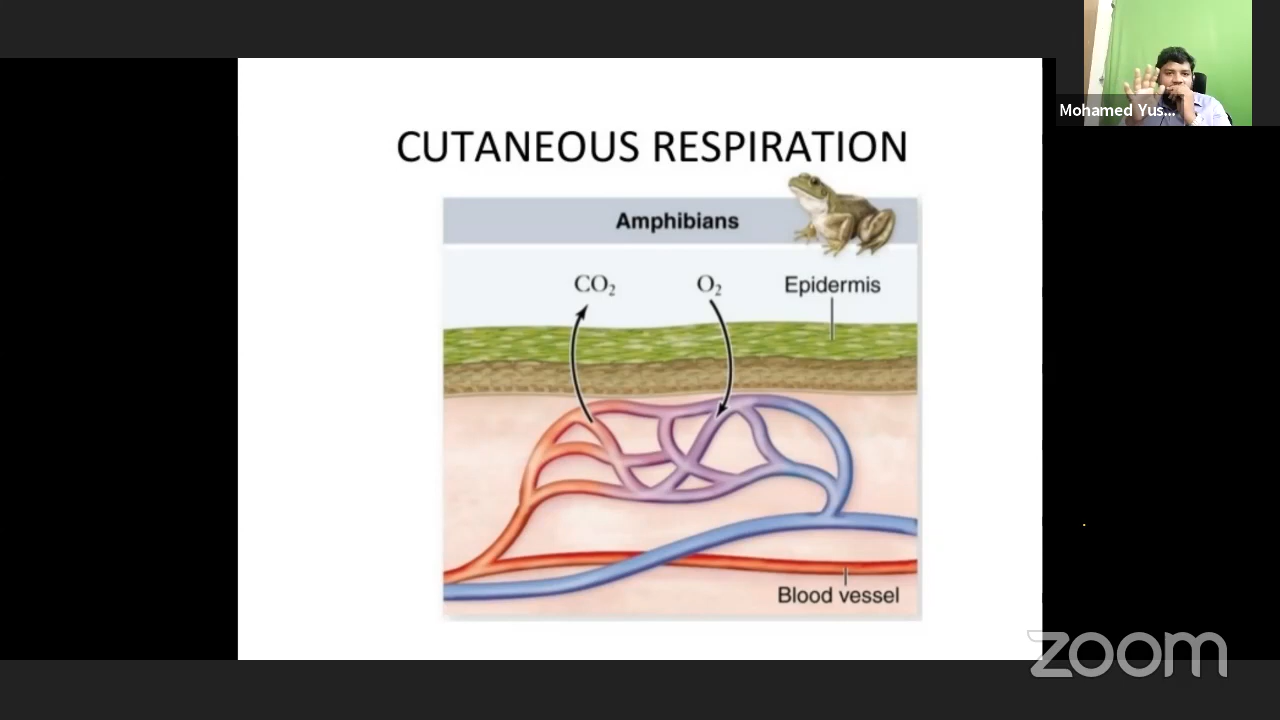 Mohamed Yus...
CUTANEOUS RESPIRATION
Amphibians
CO₂ O₂ Epidermis
Blood vessel
zoom